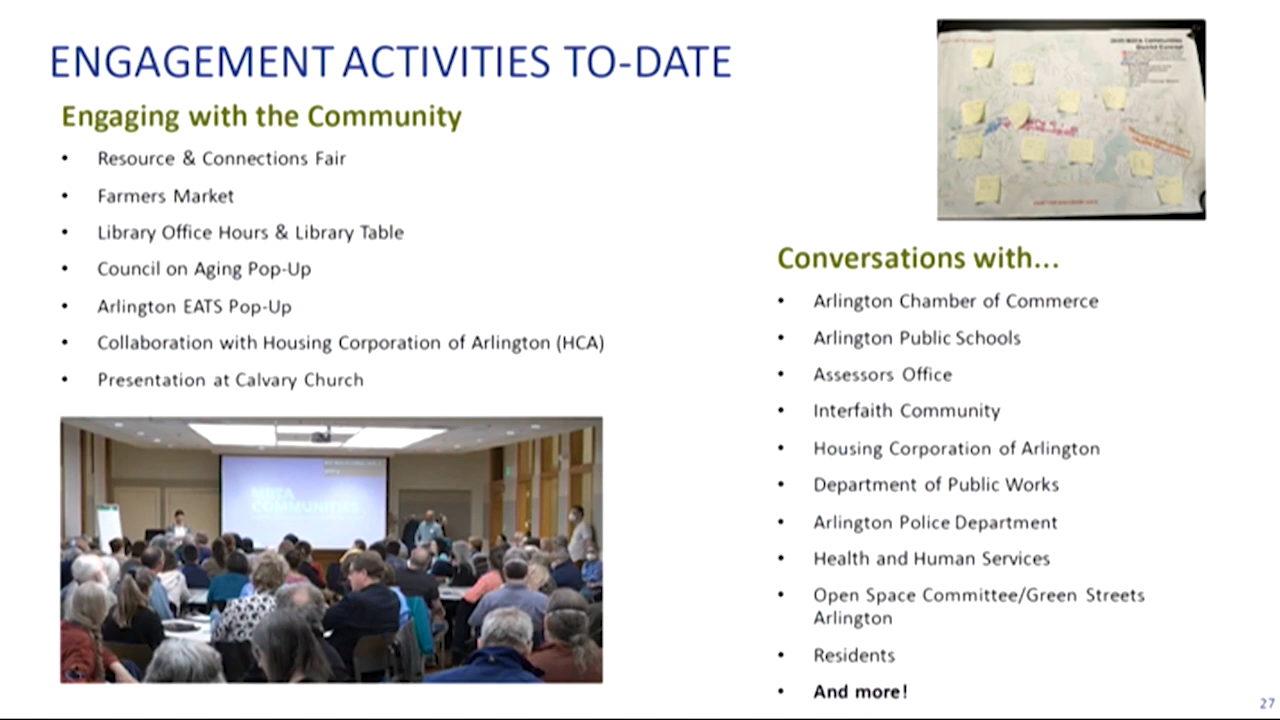 ENGAGEMENT ACTIVITIES TO-DATE
Engaging with the Community
• Resource & Connections Fair
• Farmers Market
• Library Office Hours & Library Table
• Council on Aging Pop-Up
• Arlington EATS Pop-Up
• Collaboration with Housing Corporation of Arlington (HCA)
• Presentation at Calvary Church
MBTA
COMMUNITIES
Conversations with...
• Arlington Chamber of Commerce
• Arlington Public Schools
• Assessors Office
• Interfaith Community
• Housing Corporation of Arlington
• Department of Public Works
• Arlington Police Department
• Health and Human Services
• Open Space Committee/Green Streets
Arlington
• Residents
• And more!
27